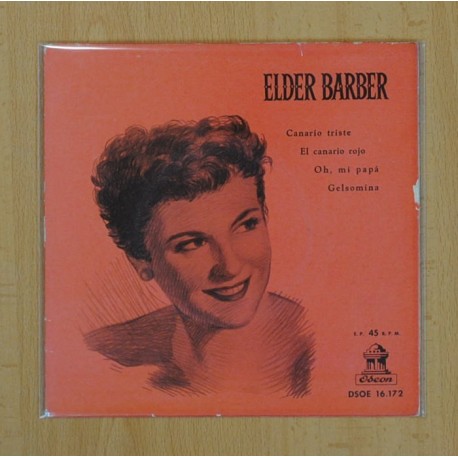 ELDER BARBER
Canario triste
El canario rojo
Oh, mi papá
Gelsomina
E.P. 45 R.P.M.
Odeon
DSOE 16.172